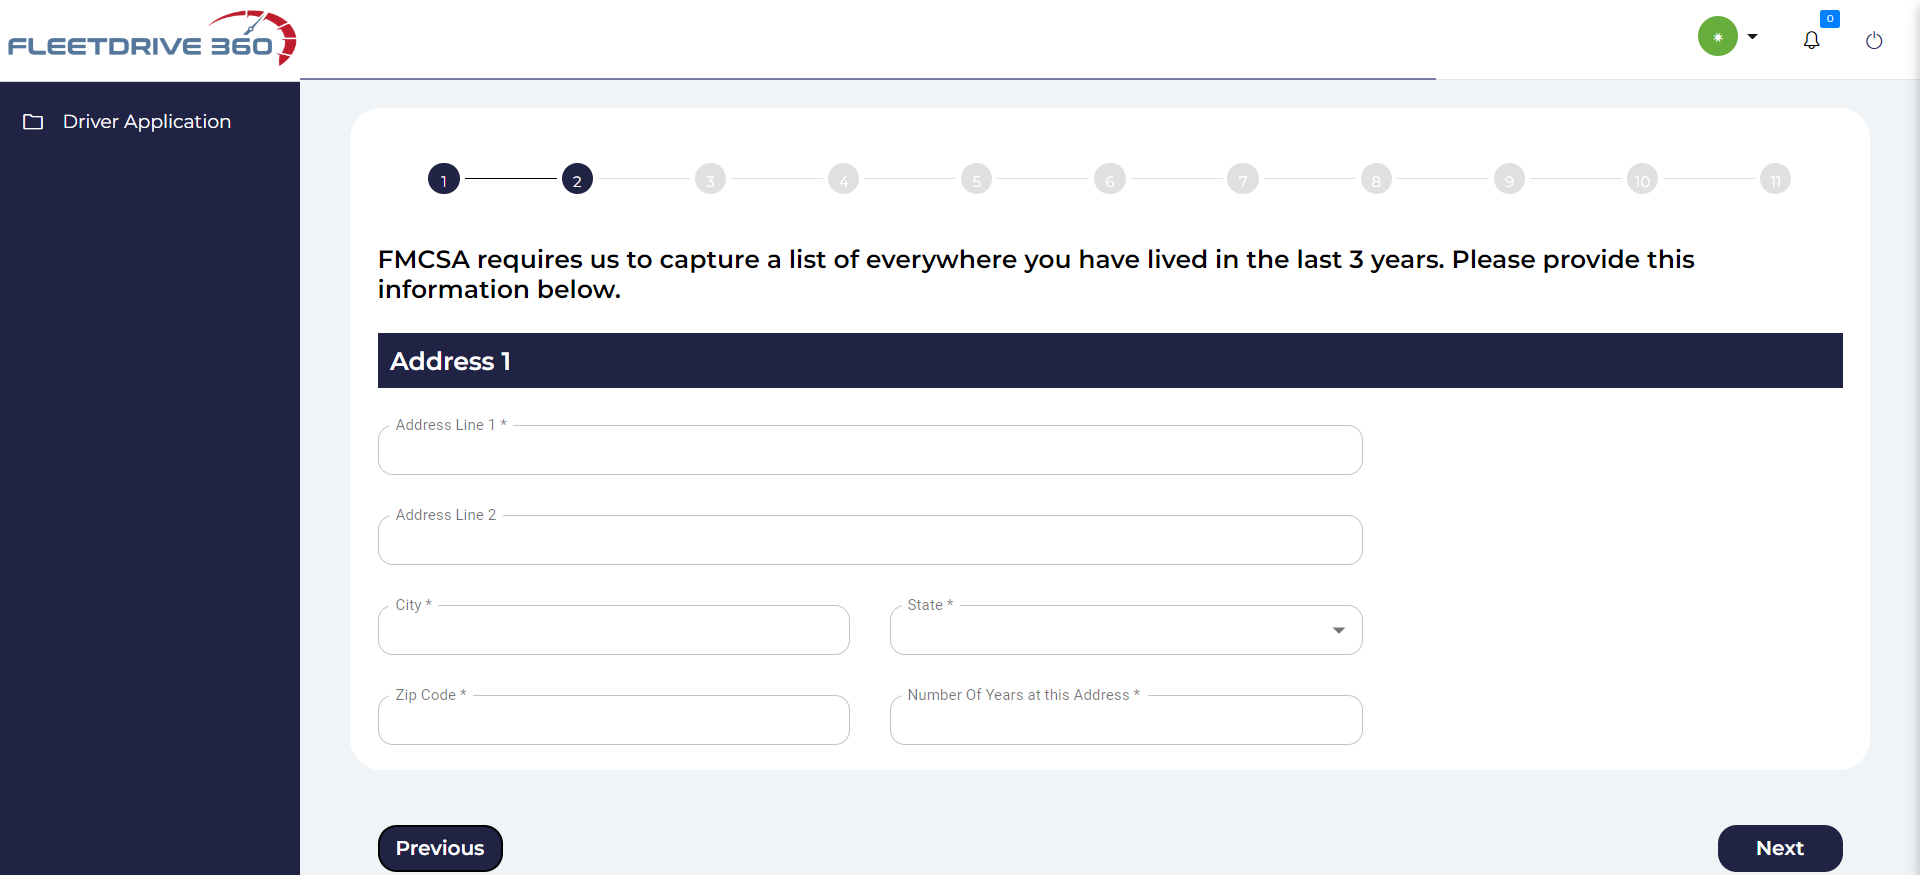 FLEETDRIVE 360
0
Driver Application
1 2 3 4 5 6 7 8 9 10 11
FMCSA requires us to capture a list of everywhere you have lived in the last 3 years. Please provide this
information below.
Address 1
Address Line 1 *
Address Line 2
City * State *
Zip Code * Number Of Years at this Address *
Previous Next